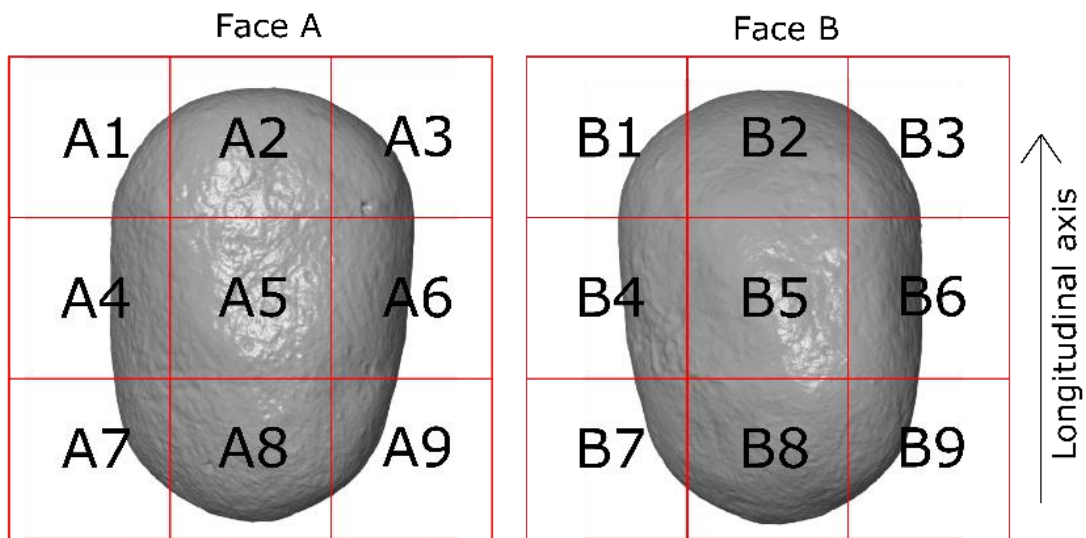 Face A
Face B
A1 A2 A3
B1 B2 B3
A4 A5 A6
B4 B5 B6
A7 A8 A9
B7 B8 B9
Longitudinal axis